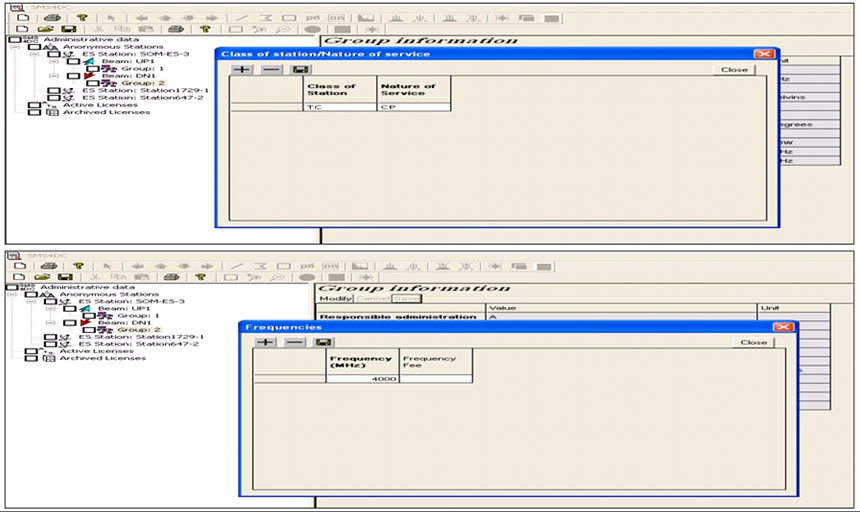 SMS4DC
Group information
Administrative data
Anonymous Stations
ES Station: SOM-ES-3
Beam: UP1
Group: 1
Beam: DN1
Group: 2
ES Station: Station1729-1
ES Station: Station647-2
Active Licenses
Archived Licenses
Class of station/Nature of service
Close
Class of Station
Nature of Service
TC
CP
nit
Hz
elvins
egrees
BW
Hz
Hz
SMS4DC
Administrative data
Anonymous Stations
ES Station: SOM-ES-3
Beam: UP1
Group: 1
Beam: DN1
Group: 2
ES Station: Station1729-1
ES Station: Station647-2
Active Licenses
Archived Licenses
Group information
Modify Cancel Save
Value Unit
Responsible administration A
Frequencies
Close
Frequency (MHz)
Frequency Fee
4000
s